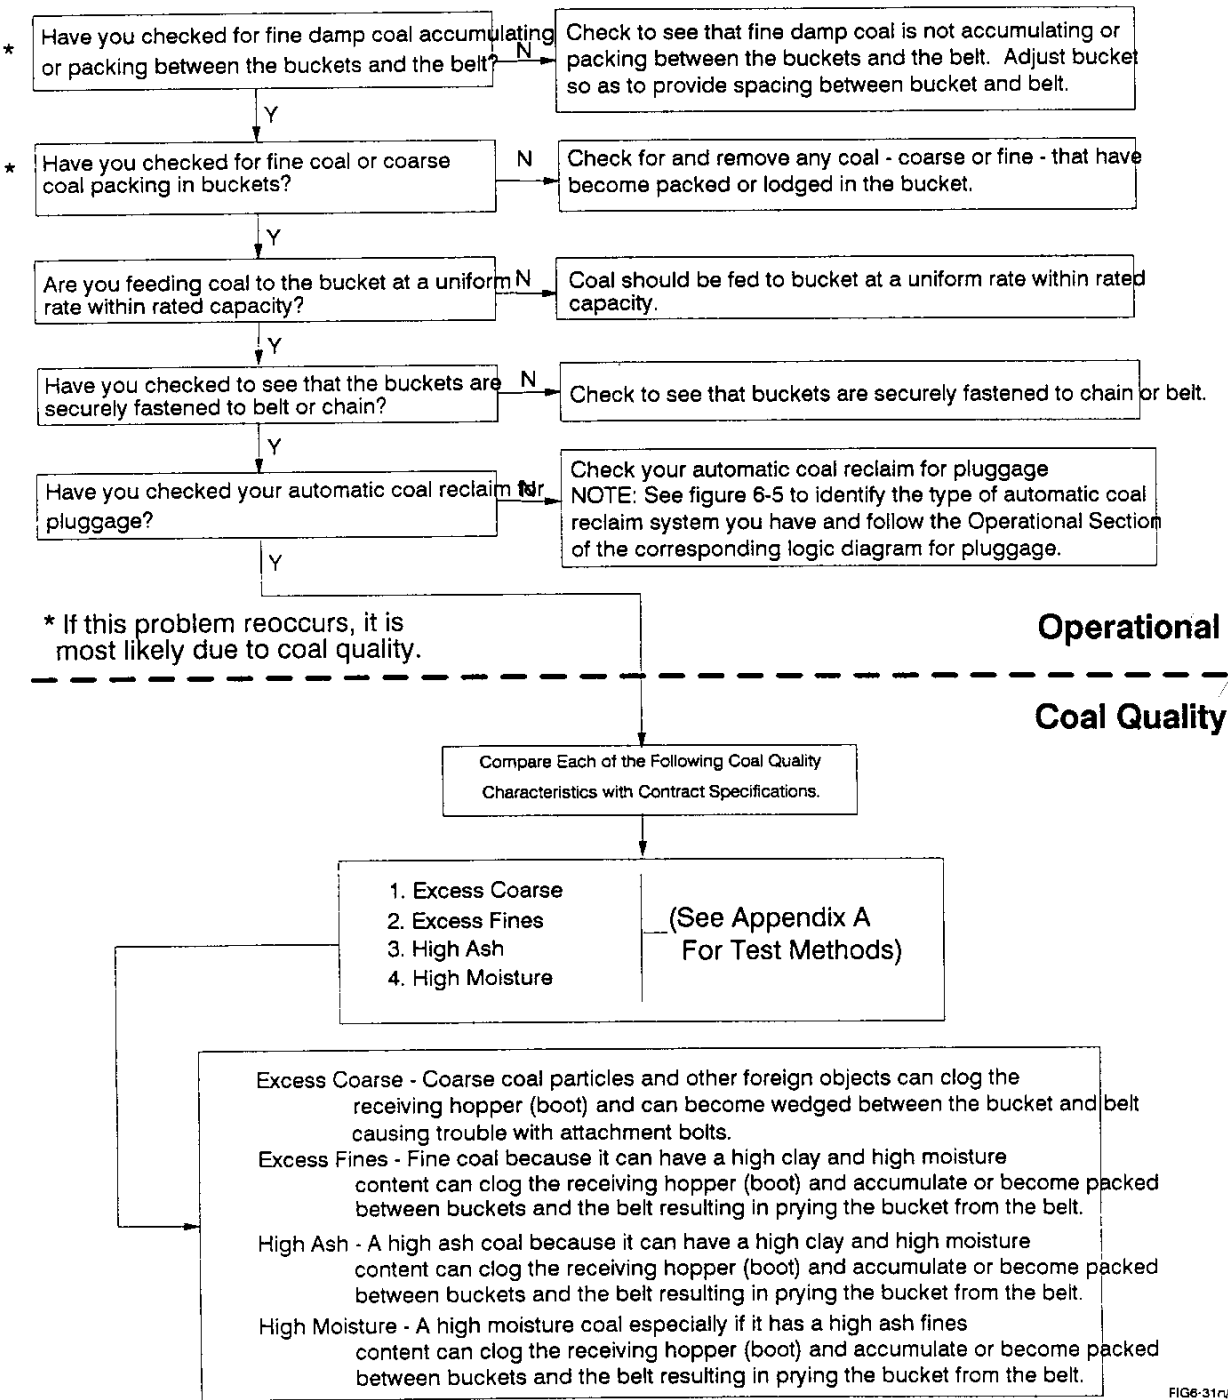 * Have you checked for fine damp coal accumulating
or packing between the buckets and the belt?
N
Check to see that fine damp coal is not accumulating or
packing between the buckets and the belt. Adjust bucket
so as to provide spacing between bucket and belt.
Y
* Have you checked for fine coal or coarse
coal packing in buckets?
N
Check for and remove any coal - coarse or fine - that have
become packed or lodged in the bucket.
Y
Are you feeding coal to the bucket at a uniform
rate within rated capacity?
N
Coal should be fed to bucket at a uniform rate within rated
capacity.
Y
Have you checked to see that the buckets are
securely fastened to belt or chain?
N
Check to see that buckets are securely fastened to chain or belt.
Y
Have you checked your automatic coal reclaim for
pluggage?
N
Check your automatic coal reclaim for pluggage
NOTE: See figure 6-5 to identify the type of automatic coal
reclaim system you have and follow the Operational Section
of the corresponding logic diagram for pluggage.
Y
* If this problem reoccurs, it is
most likely due to coal quality.
Operational
Coal Quality
Compare Each of the Following Coal Quality
Characteristics with Contract Specifications.
1. Excess Coarse
2. Excess Fines
3. High Ash
4. High Moisture
(See Appendix A
For Test Methods)
Excess Coarse - Coarse coal particles and other foreign objects can clog the
receiving hopper (boot) and can become wedged between the bucket and belt
causing trouble with attachment bolts.
Excess Fines - Fine coal because it can have a high clay and high moisture
content can clog the receiving hopper (boot) and accumulate or become packed
between buckets and the belt resulting in prying the bucket from the belt.
High Ash - A high ash coal because it can have a high clay and high moisture
content can clog the receiving hopper (boot) and accumulate or become packed
between buckets and the belt resulting in prying the bucket from the belt.
High Moisture - A high moisture coal especially if it has a high ash fines
content can clog the receiving hopper (boot) and accumulate or become packed
between buckets and the belt resulting in prying the bucket from the belt.